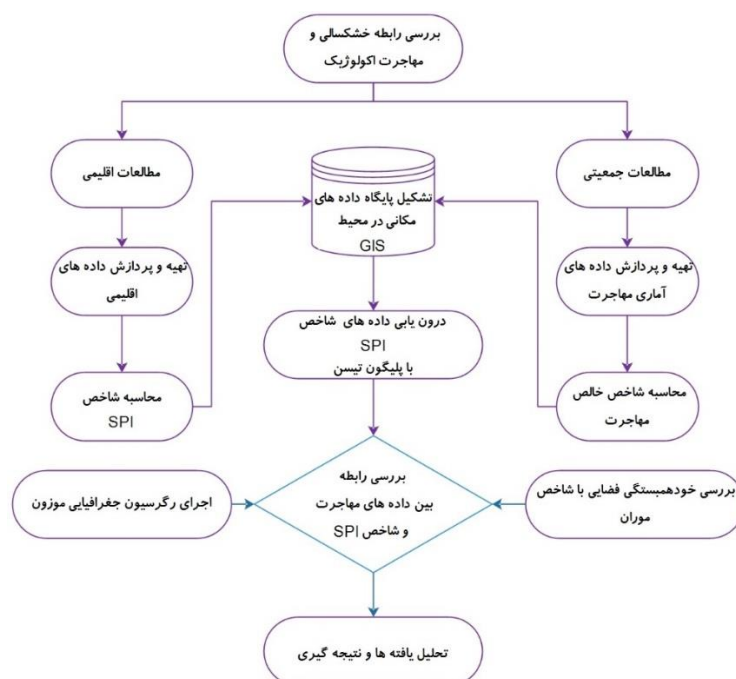 بررسی رابطه خشکسالی و
مهاجرت اکولوژیک
مطالعات جمعیتی
مطالعات اقلیمی
تشکیل پایگاه داده های
مکانی در محیط
GIS
تهیه و پردازش داده های
آماری مهاجرت
تهیه و پردازش داده های
اقلیمی
درون یابی داده های شاخص
SPI
با پلیگون تیسن
محاسبه شاخص خالص
مهاجرت
محاسبه شاخص
SPI
بررسی رابطه
بین داده های مهاجرت
و شاخص SPI
بررسی خودهمبستگی فضایی با شاخص
موران
اجرای رگرسیون جغرافیایی موزون
تحلیل یافته ها و نتیجه گیری